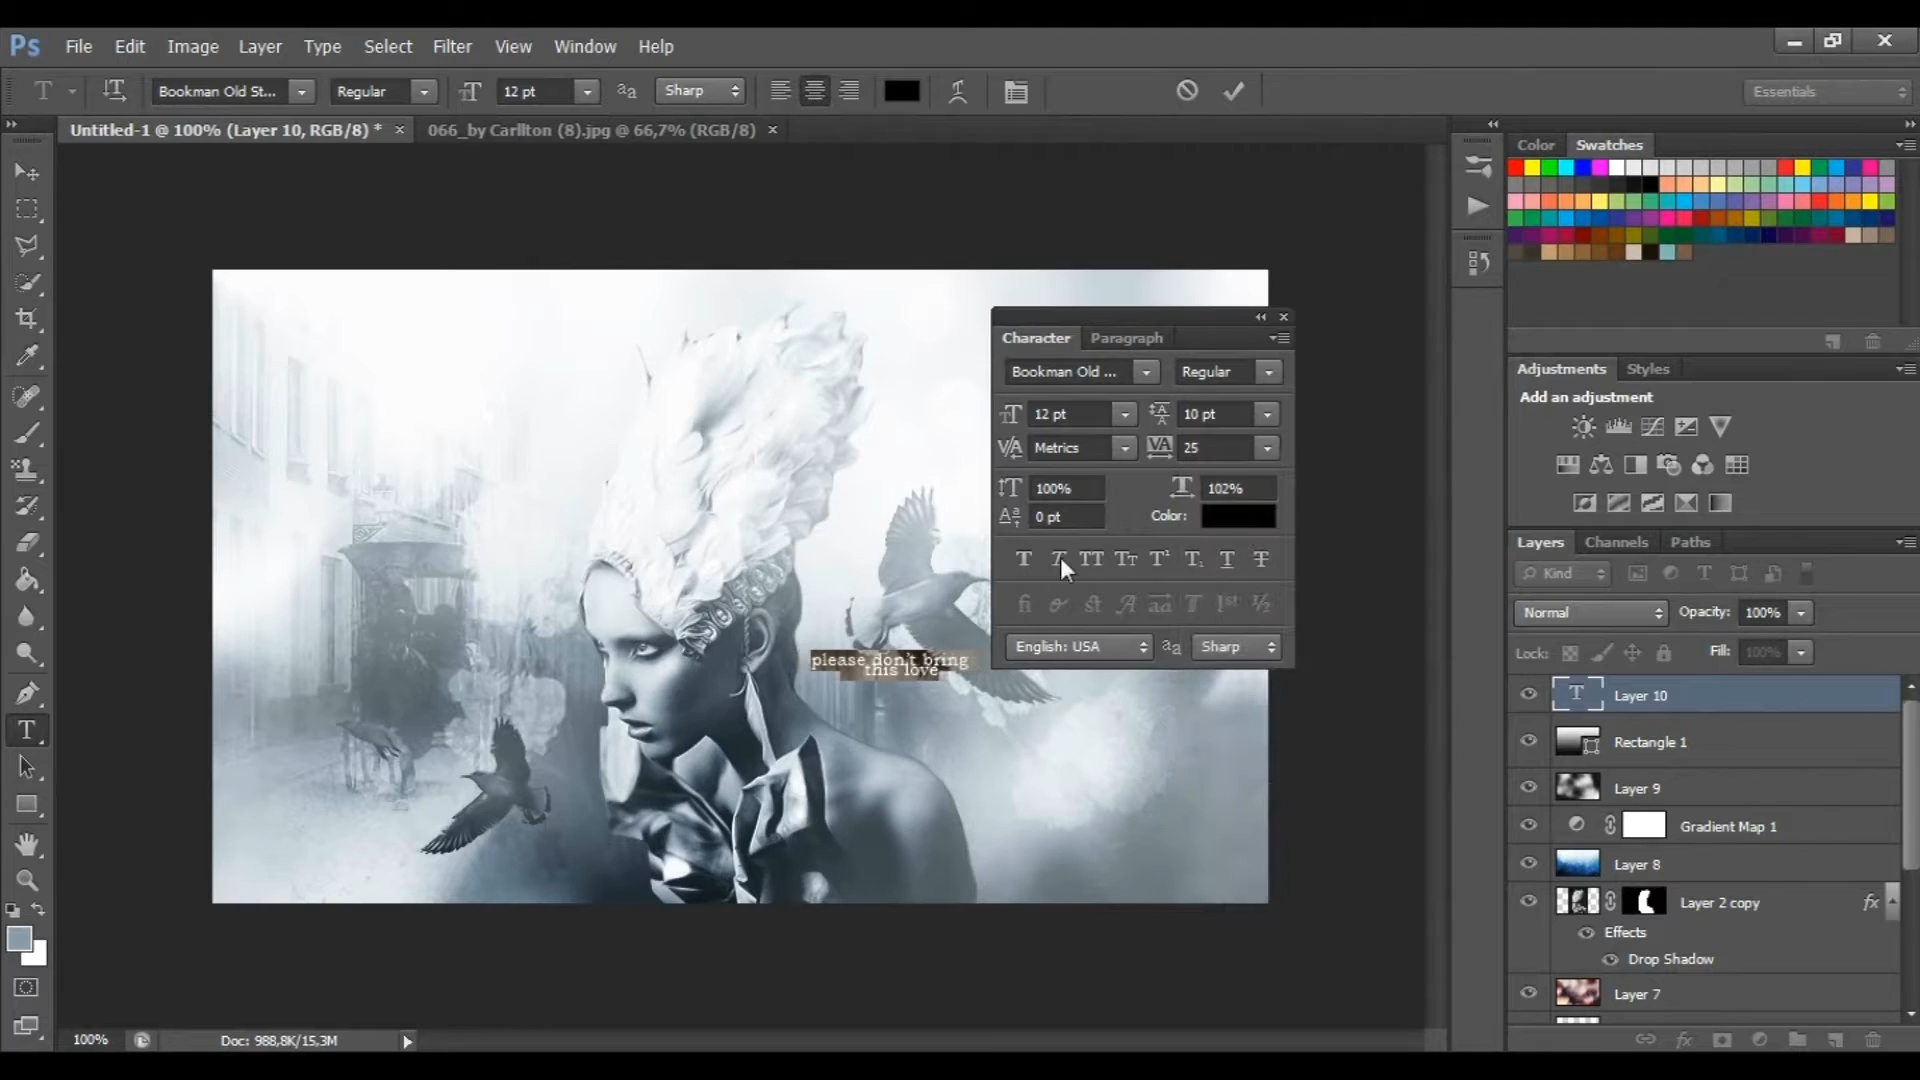 Ps File Edit Image Layer Type Select Filter View Window Help
Bookman Old St... Regular 12 pt Sharp Essentials
Untitled-1 @ 100% (Layer 10, RGB/8) * × 066_by Carllton (8).jpg @ 66,7% (RGB/8) ×
Color Swatches
Character Paragraph
Bookman Old ... Regular
12 pt 10 pt
Metrics 25
100% 102%
0 pt Color:
English: USA Sharp
please don't bring
this love
Adjustments Styles
Add an adjustment
Layers Channels Paths
Kind
Normal Opacity: 100%
Lock: Fill: 100%
Layer 10
Rectangle 1
Layer 9
Gradient Map 1
Layer 8
Layer 2 copy fx
Effects
Drop Shadow
Layer 7
100% Doc: 988,8K/15,3M